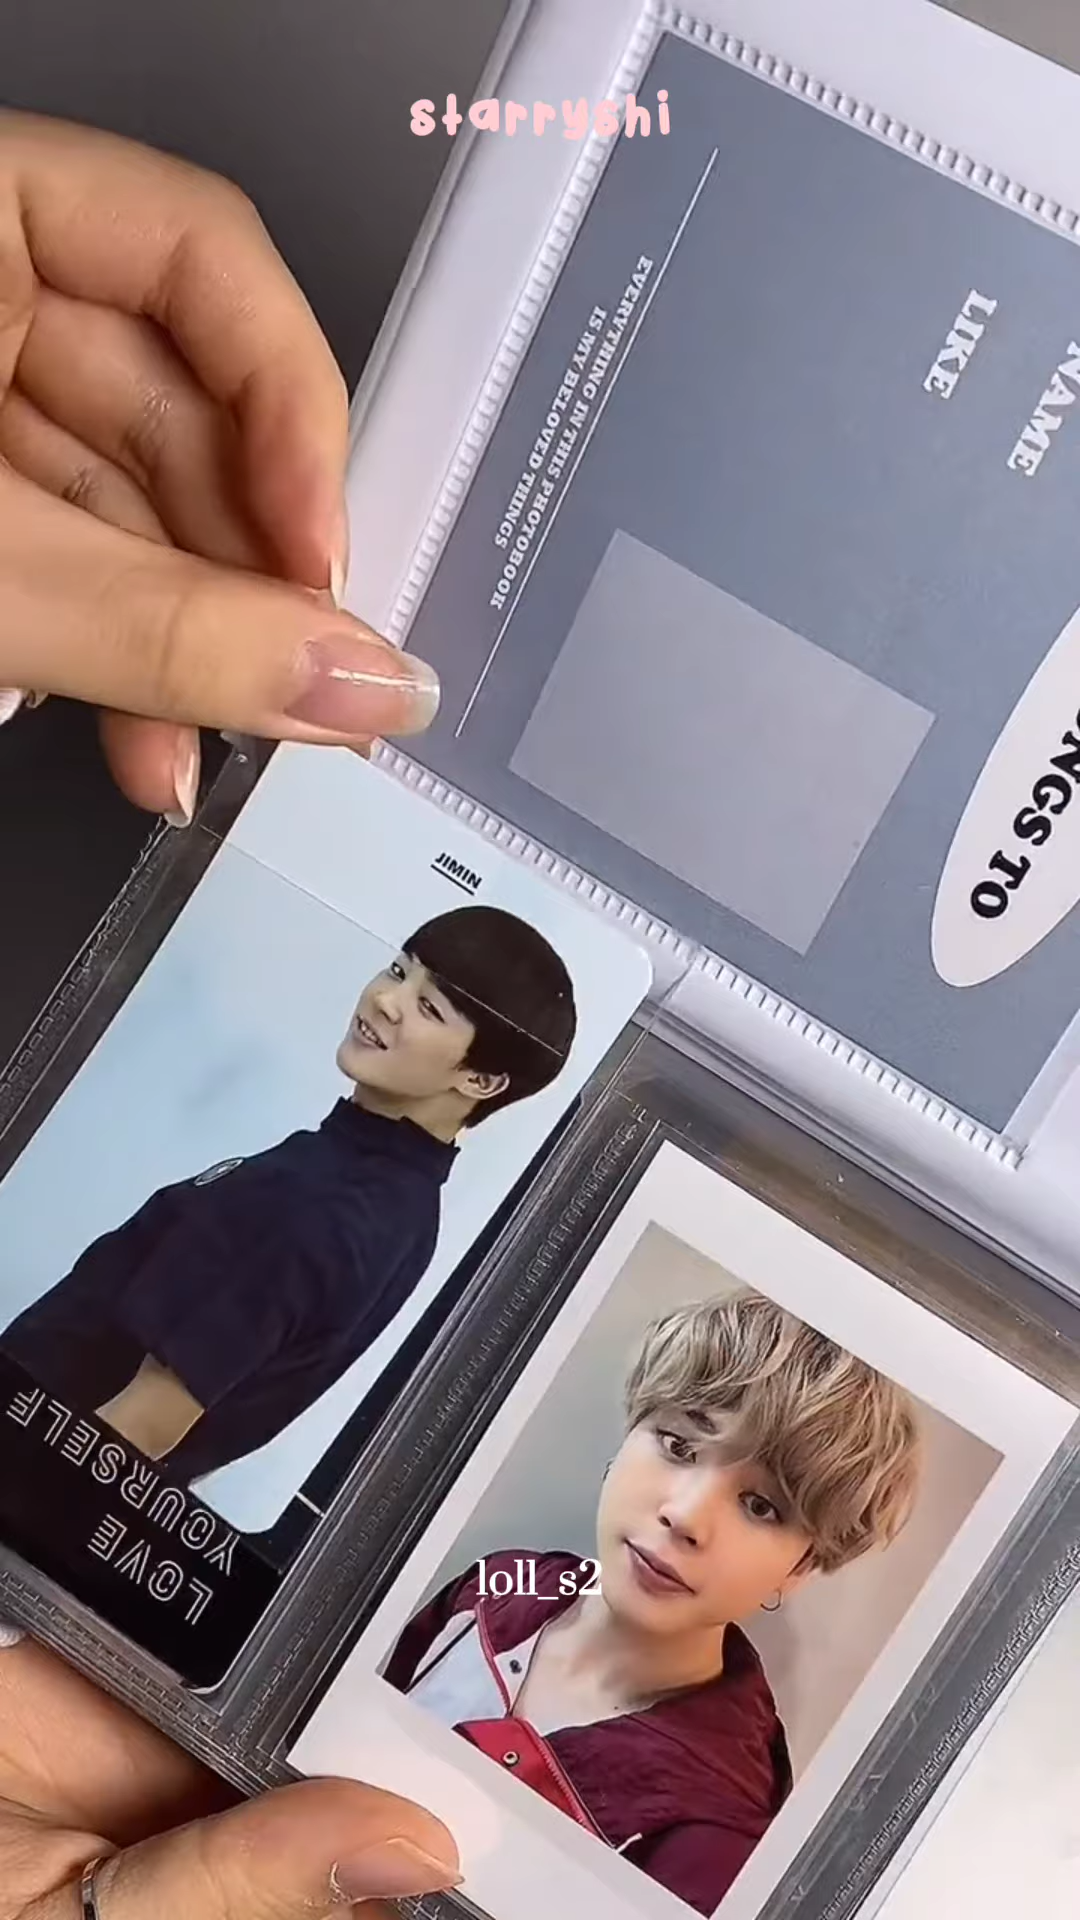 starryshi
EVERYTHING IN THIS PHOTOBOOK
IS MY BELOVED THINGS
LIKE
NAME
NGS TO
JIMIN
LOVE
YOURSELF
loll_s2